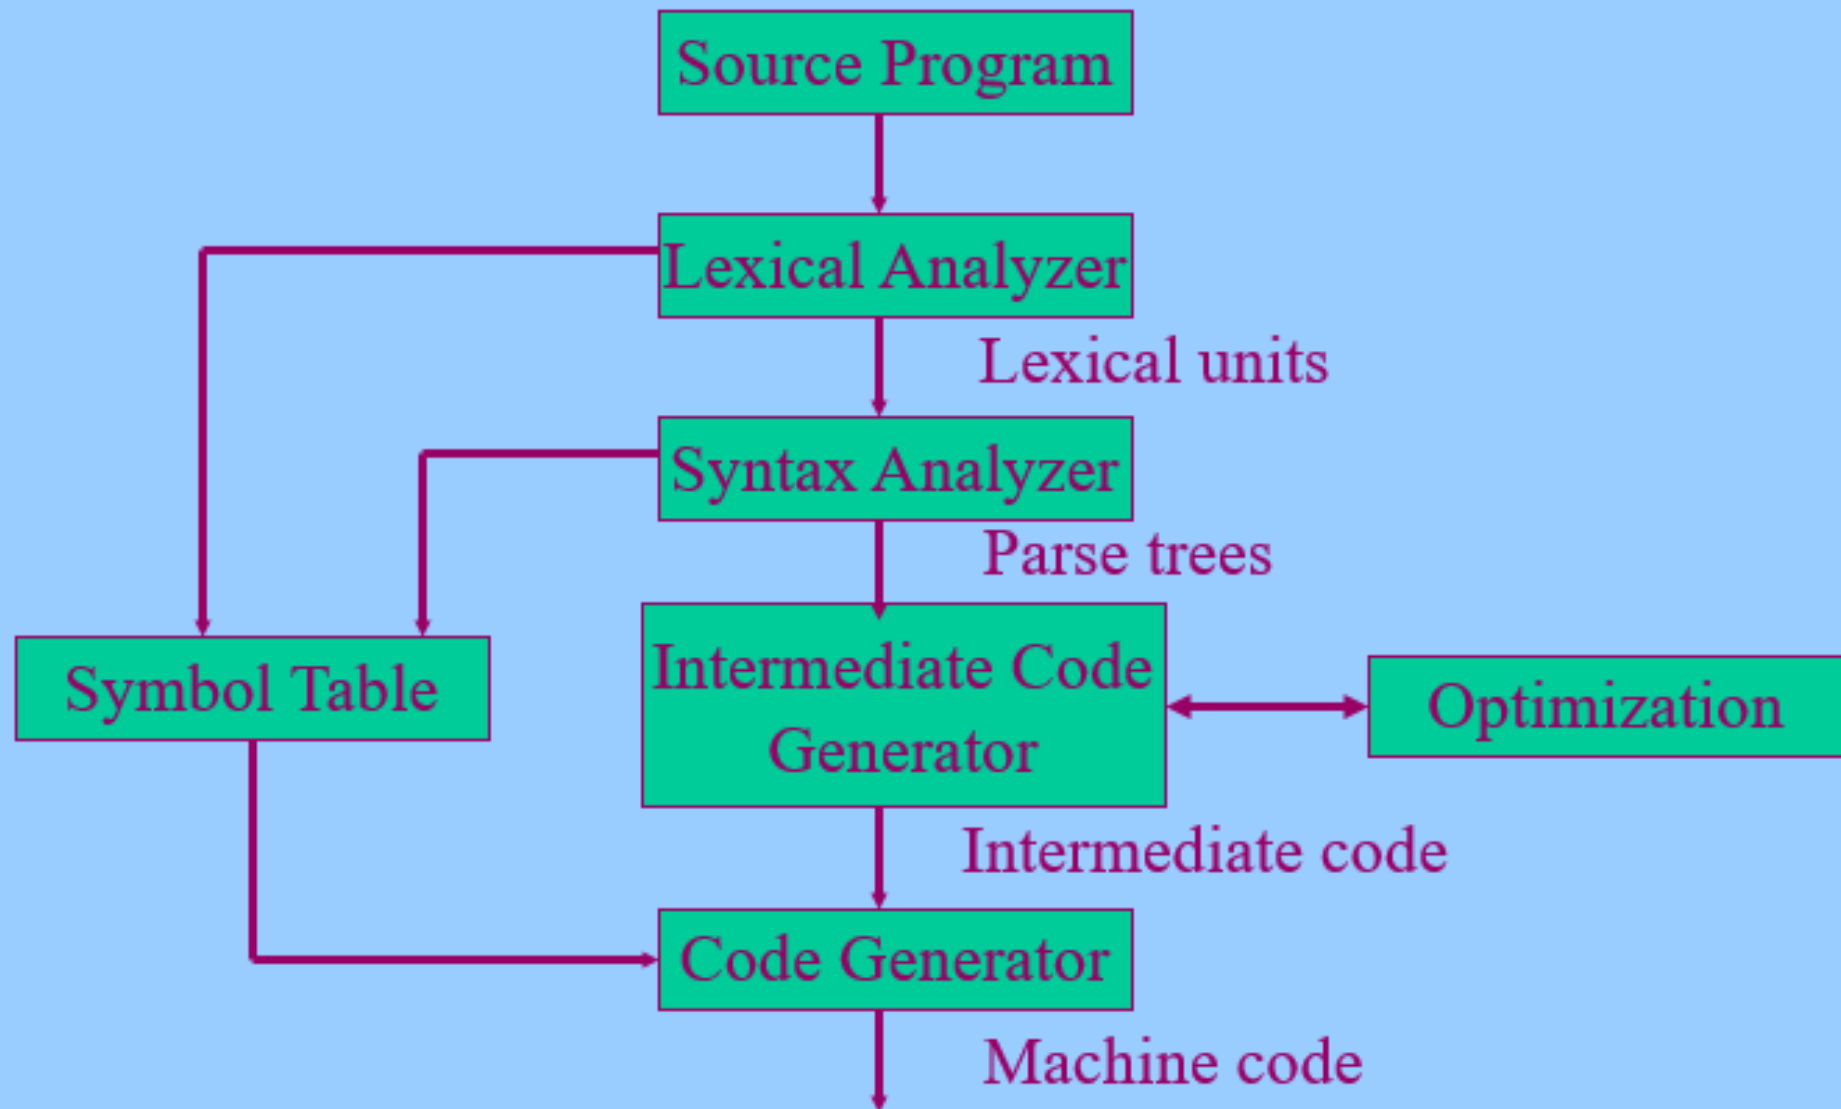 Source Program
Lexical Analyzer
Lexical units
Syntax Analyzer
Parse trees
Symbol Table
Intermediate Code
Generator
Optimization
Intermediate code
Code Generator
Machine code